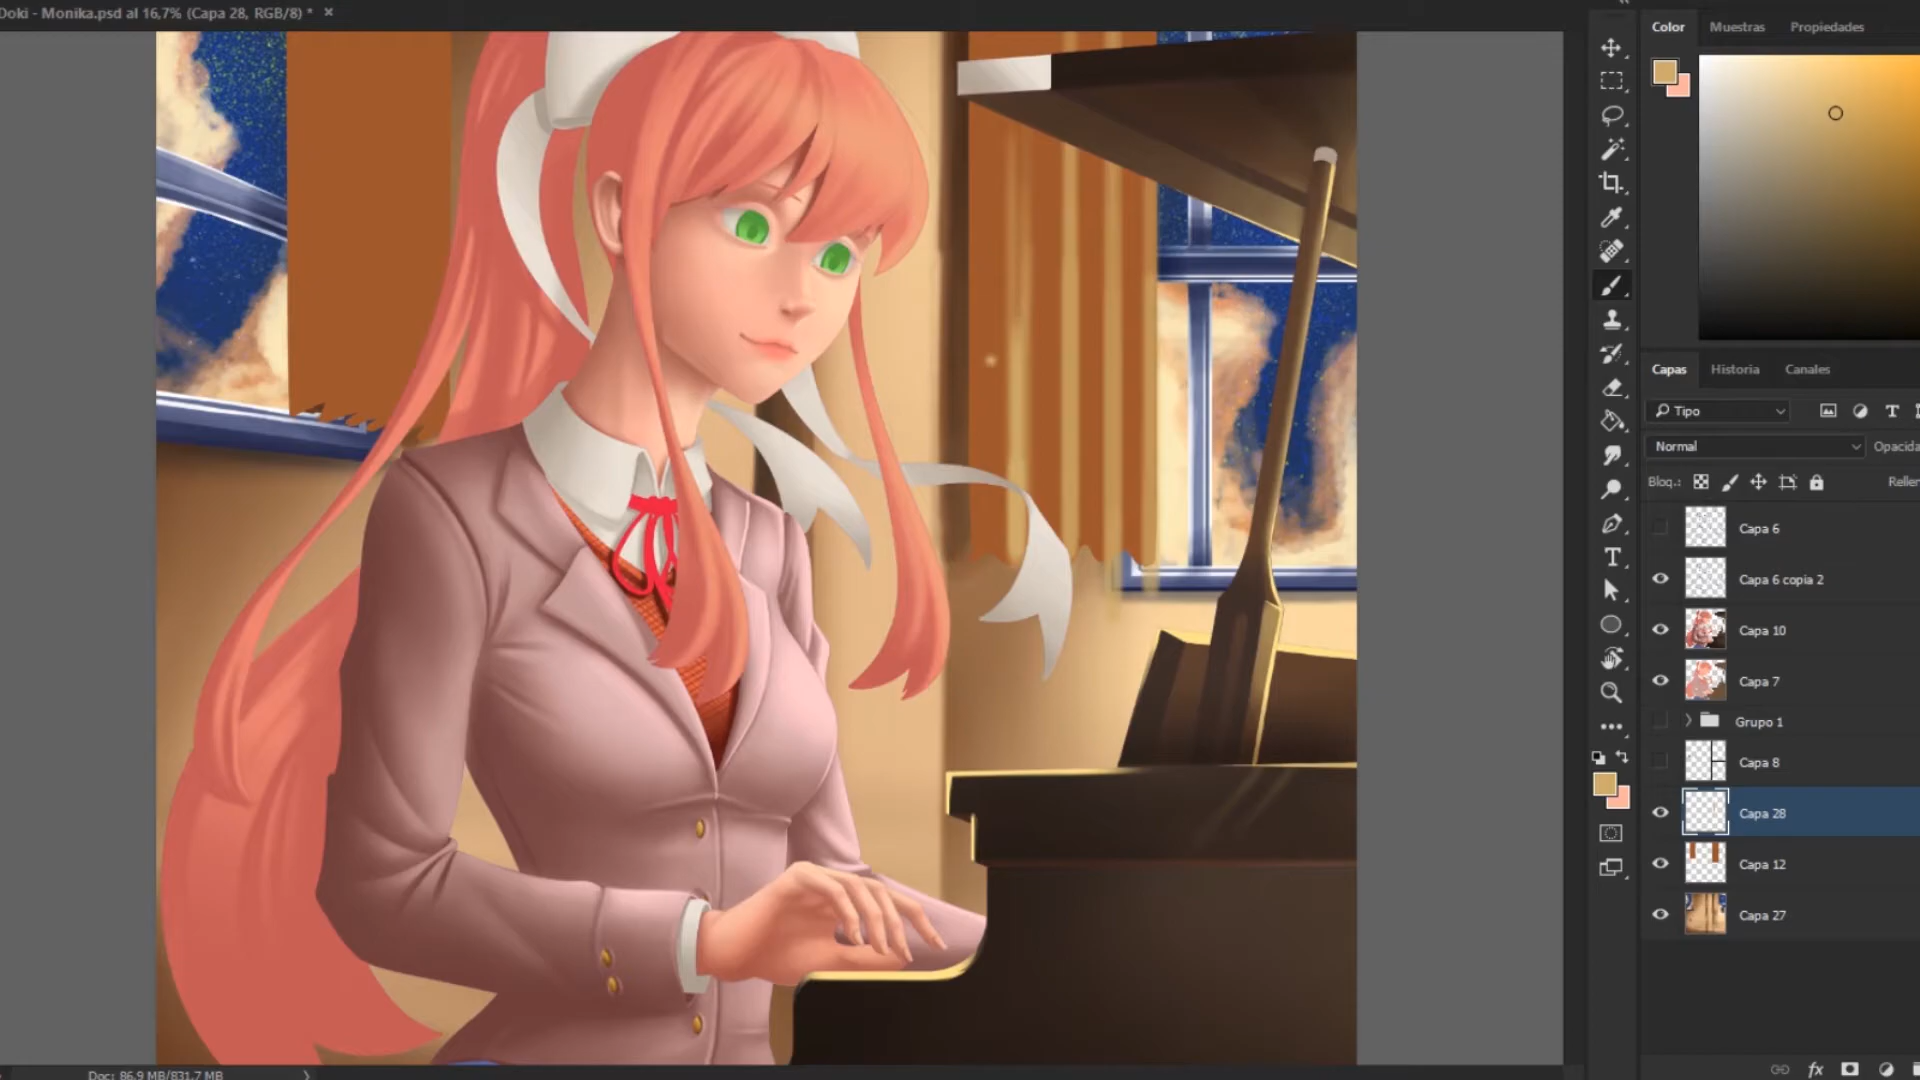 Doki - Monika.psd al 16,7% (Capa 28, RGB/8) *
Color Muestras Propiedades
Capas Historia Canales
Tipo
Normal
Bloq.:
Capa 6
Capa 6 copia 2
Capa 10
Capa 7
Grupo 1
Capa 8
Capa 28
Capa 12
Capa 27
fx
Doc: 86,9 MB/831,7 MB